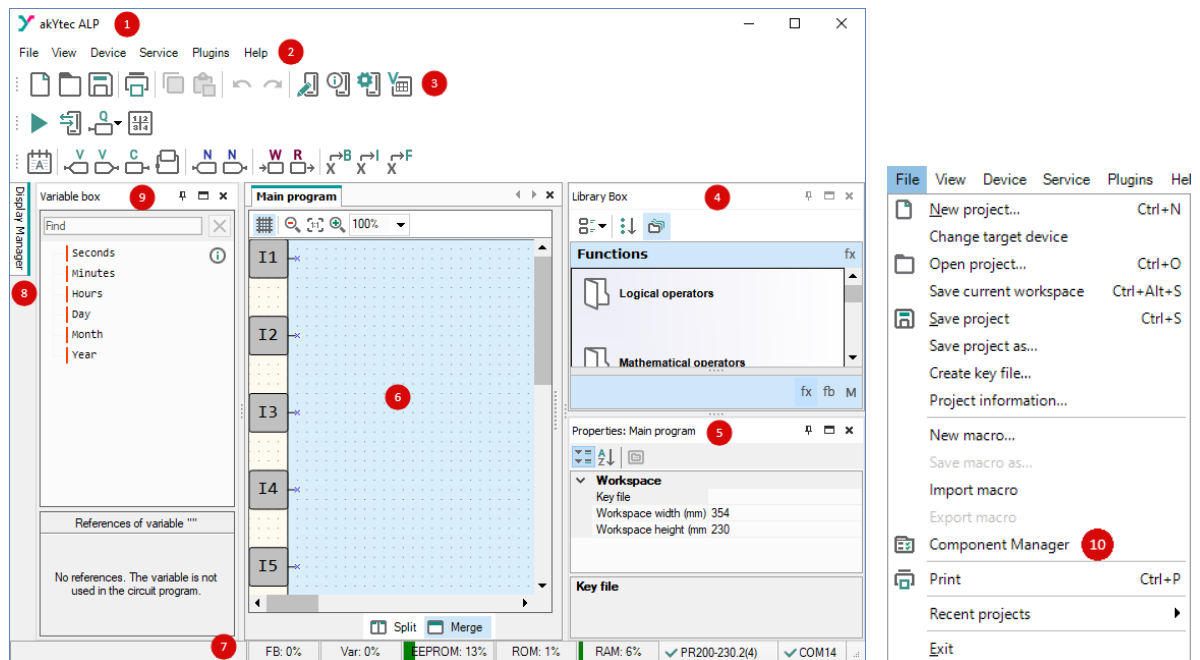 akYtec ALP 1
File View Device Service Plugins Help 2
3
Display Manager
8
Variable box 9
Find
Seconds
Minutes
Hours
Day
Month
Year
References of variable ""
No references. The variable is not
used in the circuit program.
Main program
100%
I1
I2
I3
I4
I5
6
Split Merge
Library Box 4
Functions fx
Logical operators
Mathematical operators
fx fb M
Properties: Main program 5
Workspace
Key file
Workspace width (mm) 354
Workspace height (mm 230
Key file
7 FB: 0% Var: 0% EEPROM: 13% ROM: 1% RAM: 6% PR200-230.2(4) COM14
File View Device Service Plugins Hel
New project... Ctrl+N
Change target device
Open project... Ctrl+O
Save current workspace Ctrl+Alt+S
Save project Ctrl+S
Save project as...
Create key file...
Project information...
New macro...
Save macro as...
Import macro
Export macro
Component Manager 10
Print Ctrl+P
Recent projects
Exit